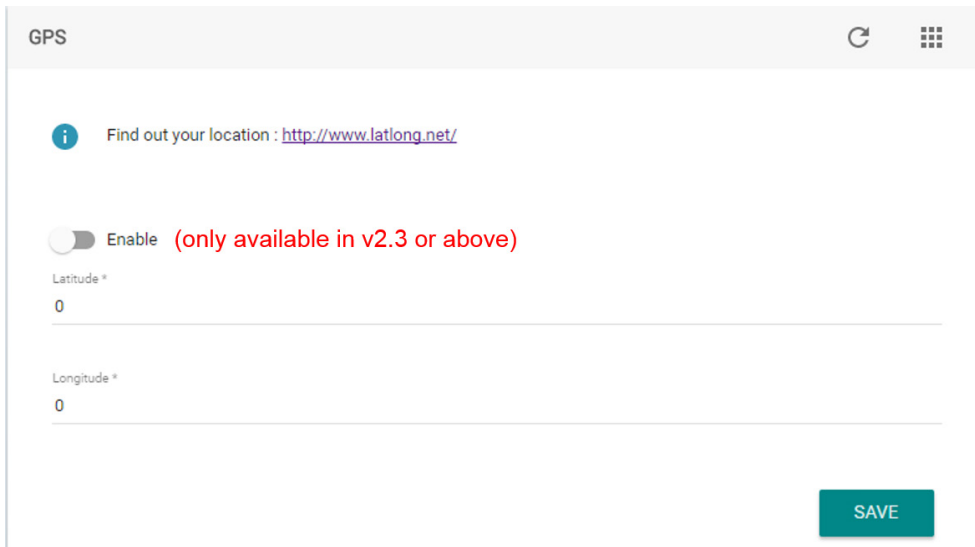 GPS
Find out your location : http://www.latlong.net/
Enable (only available in v2.3 or above)
Latitude *
0
Longitude *
0
SAVE